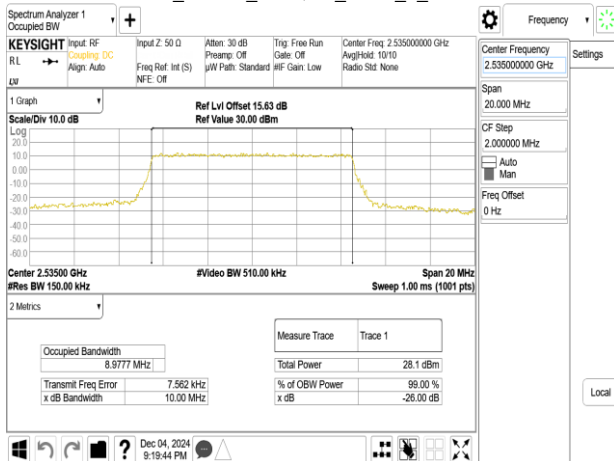 Spectrum Analyzer 1
Occupied BW
+
Frequency
KEYSIGHT
RL
LXI
Input: RF
Coupling: DC
Align: Auto
Input Z: 50 Ω
Freq Ref: Int (S)
NFE: Off
Atten: 30 dB
Preamp: Off
µW Path: Standard
Trig: Free Run
Gate: Off
#IF Gain: Low
Center Freq: 2.535000000 GHz
Avg|Hold: 10/10
Radio Std: None
Center Frequency
2.535000000 GHz
Settings
Span
20.000 MHz
CF Step
2.000000 MHz
Auto
Man
Freq Offset
0 Hz
Local
1 Graph
Scale/Div 10.0 dB
Ref Lvl Offset 15.63 dB
Ref Value 30.00 dBm
Log
20.0
10.0
0.00
-10.0
-20.0
-30.0
-40.0
-50.0
-60.0
Center 2.53500 GHz
#Res BW 150.00 kHz
#Video BW 510.00 kHz
Span 20 MHz
Sweep 1.00 ms (1001 pts)
2 Metrics
Measure Trace Trace 1
Occupied Bandwidth
8.9777 MHz
Total Power 28.1 dBm
Transmit Freq Error 7.562 kHz
% of OBW Power 99.00 %
x dB Bandwidth 10.00 MHz
x dB -26.00 dB
?
Dec 04, 2024
9:19:44 PM